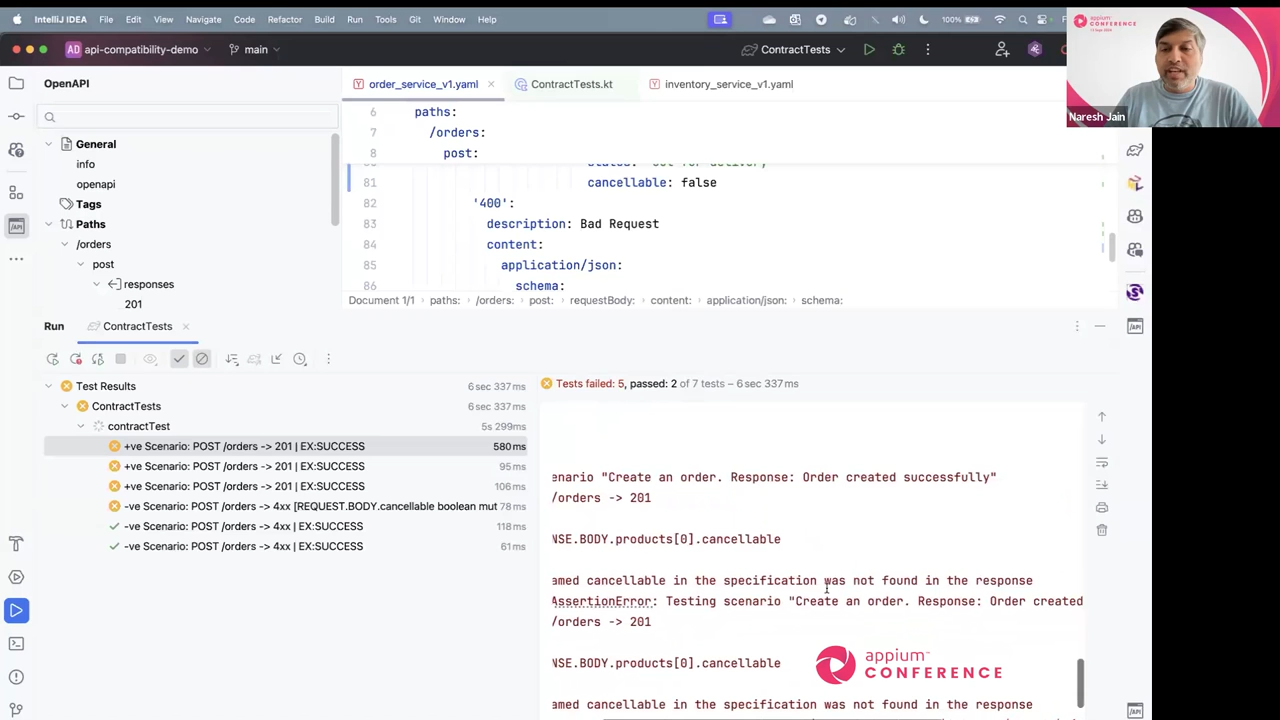 IntelliJ IDEA File Edit View Navigate Code Refactor Build Run Tools Git Window Help
100%
AD api-compatibility-demo main ContractTests
OpenAPI
General
info
openapi
Tags
Paths
/orders
post
responses
201
order_service_v1.yaml ContractTests.kt inventory_service_v1.yaml
6 paths:
7 /orders:
8 post:
81 cancellable: false
82 '400':
83 description: Bad Request
84 content:
85 application/json:
86 schema:
Document 1/1 paths: /orders: post: requestBody: content: application/json: schema:
Run ContractTests
Test Results 6 sec 337 ms
ContractTests 6 sec 337 ms
contractTest 5 s 299 ms
+ve Scenario: POST /orders -> 201 | EX:SUCCESS 580 ms
+ve Scenario: POST /orders -> 201 | EX:SUCCESS 95 ms
+ve Scenario: POST /orders -> 201 | EX:SUCCESS 106 ms
-ve Scenario: POST /orders -> 4xx [REQUEST.BODY.cancellable boolean mut 78 ms
-ve Scenario: POST /orders -> 4xx | EX:SUCCESS 118 ms
-ve Scenario: POST /orders -> 4xx | EX:SUCCESS 61 ms
Tests failed: 5, passed: 2 of 7 tests – 6 sec 337 ms
enario "Create an order. Response: Order created successfully"
/orders -> 201
NSE.BODY.products[0].cancellable
amed cancellable in the specification was not found in the response
AssertionError: Testing scenario "Create an order. Response: Order created
/orders -> 201
NSE.BODY.products[0].cancellable
amed cancellable in the specification was not found in the response
appium™
CONFERENCE
appium
CONFERENCE
Naresh Jain